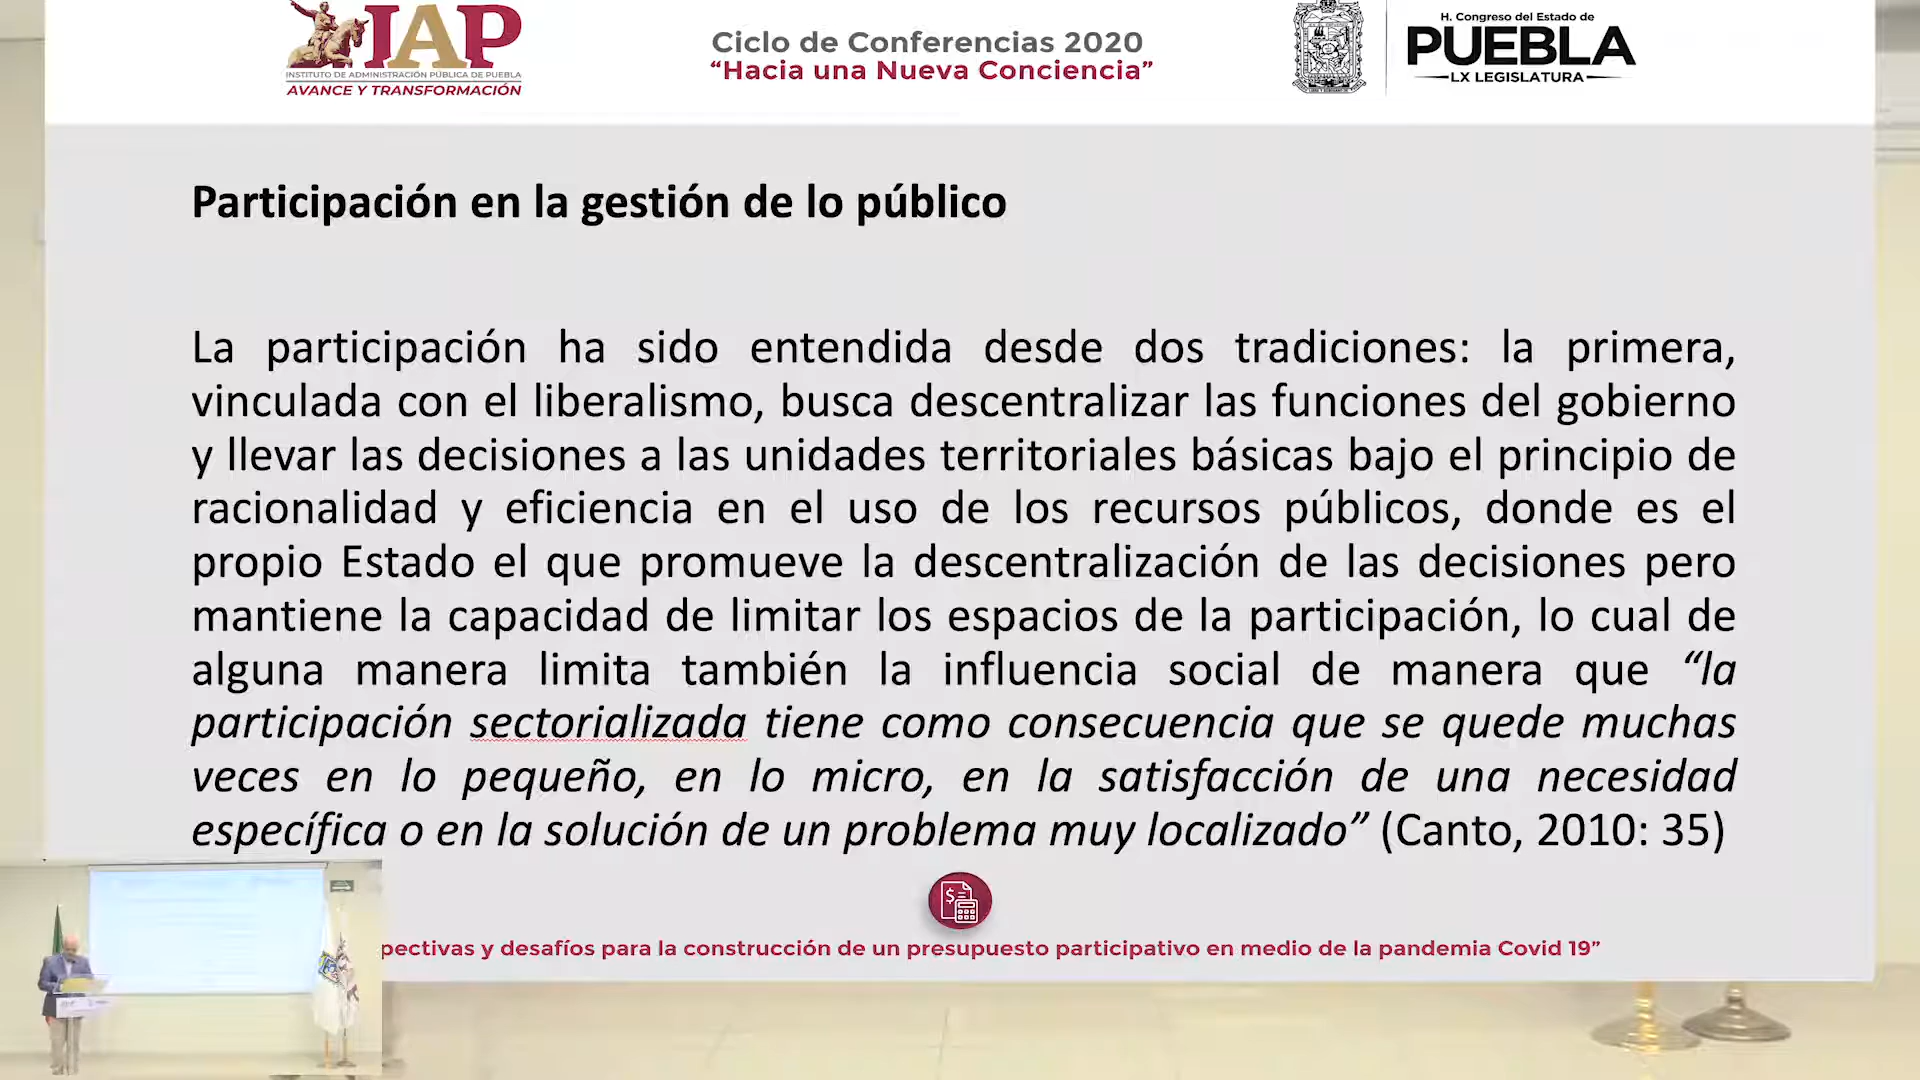 IAP
INSTITUTO DE ADMINISTRACIÓN PÚBLICA DE PUEBLA
AVANCE Y TRANSFORMACIÓN
Ciclo de Conferencias 2020
“Hacia una Nueva Conciencia”
H. Congreso del Estado de
PUEBLA
LX LEGISLATURA
Participación en la gestión de lo público
La participación ha sido entendida desde dos tradiciones: la primera,
vinculada con el liberalismo, busca descentralizar las funciones del gobierno
y llevar las decisiones a las unidades territoriales básicas bajo el principio de
racionalidad y eficiencia en el uso de los recursos públicos, donde es el
propio Estado el que promueve la descentralización de las decisiones pero
mantiene la capacidad de limitar los espacios de la participación, lo cual de
alguna manera limita también la influencia social de manera que “la
participación sectorializada tiene como consecuencia que se quede muchas
veces en lo pequeño, en lo micro, en la satisfacción de una necesidad
específica o en la solución de un problema muy localizado” (Canto, 2010: 35)
pectivas y desafíos para la construcción de un presupuesto participativo en medio de la pandemia Covid 19”